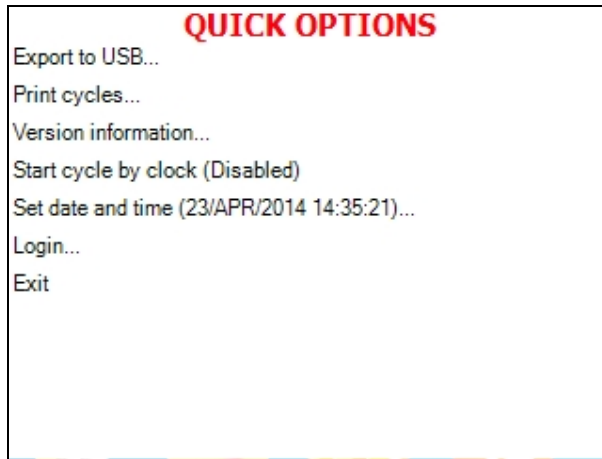 QUICK OPTIONS
Export to USB...
Print cycles...
Version information...
Start cycle by clock (Disabled)
Set date and time (23/APR/2014 14:35:21)...
Login...
Exit